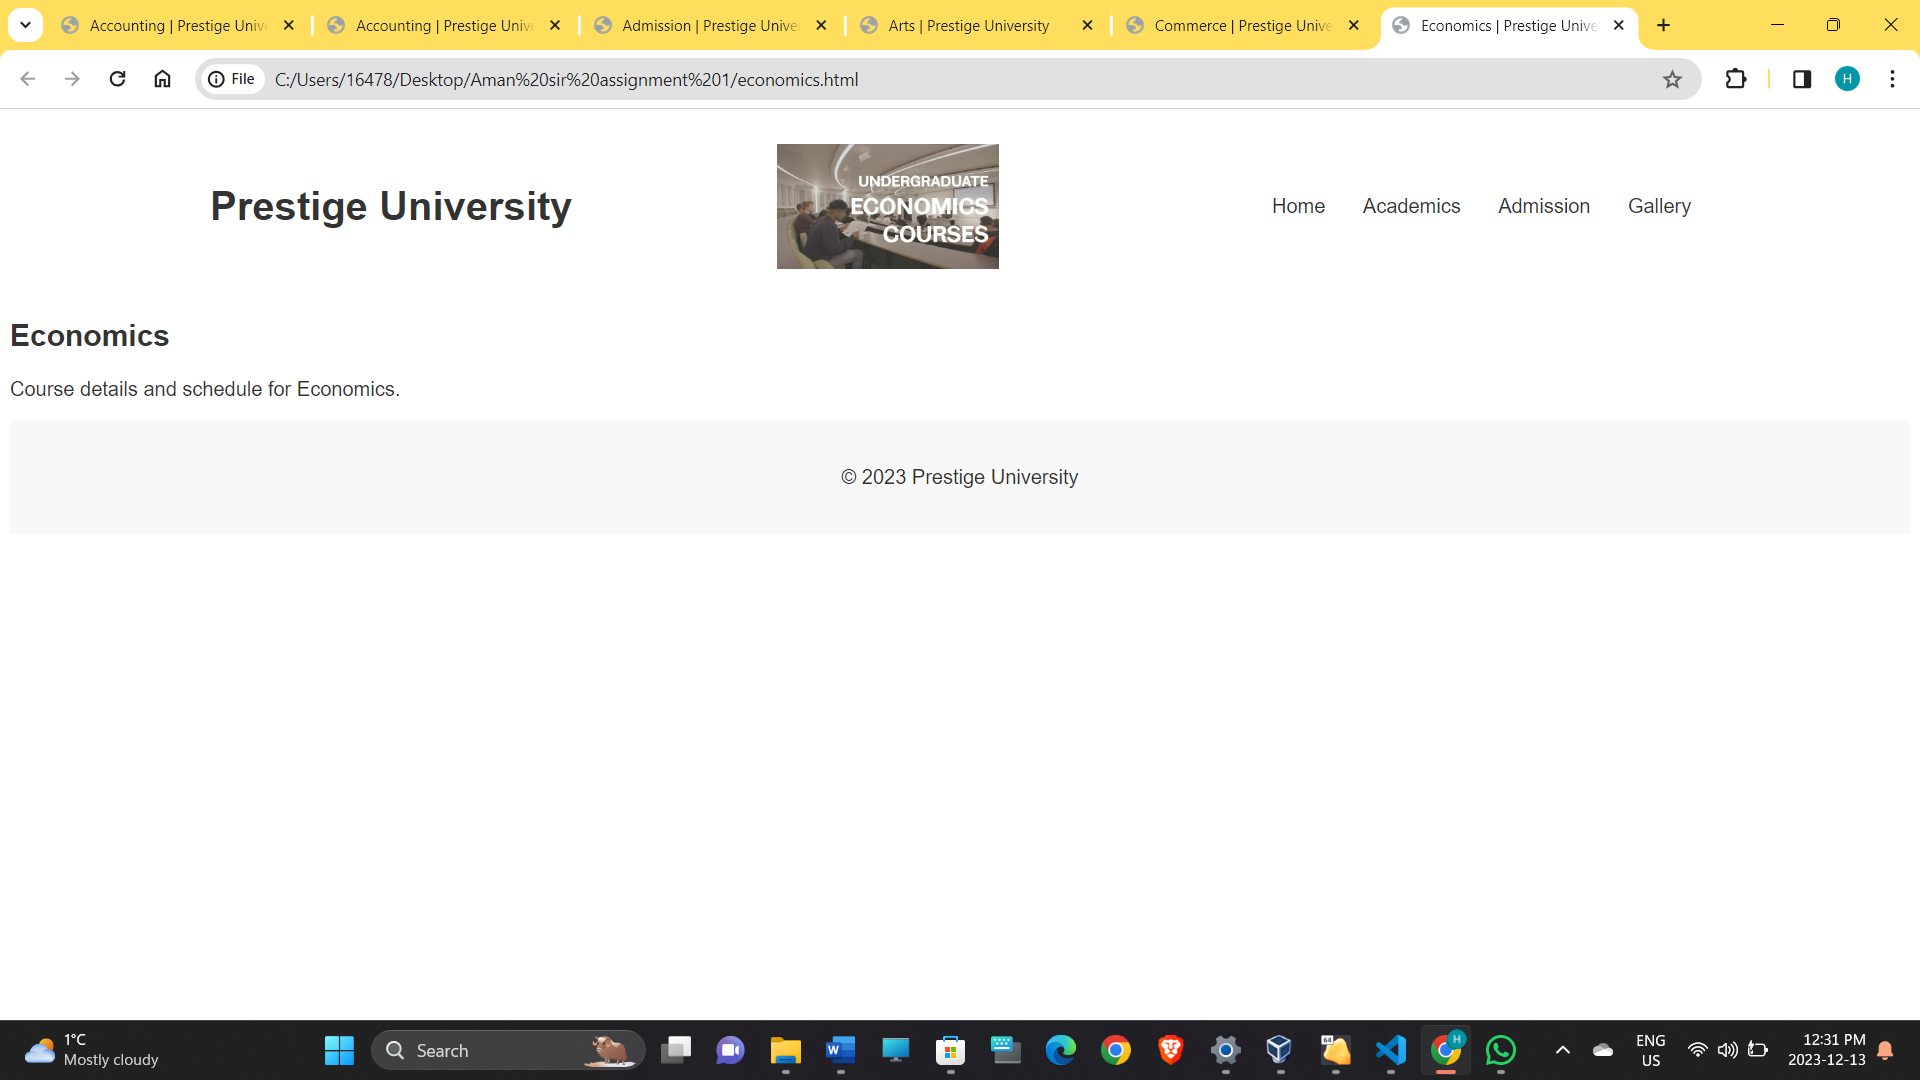 Accounting | Prestige Unive
Accounting | Prestige Unive
Admission | Prestige Univer
Arts | Prestige University
Commerce | Prestige Unive
Economics | Prestige Unive
File
C:/Users/16478/Desktop/Aman%20sir%20assignment%201/economics.html
H
Prestige University
UNDERGRADUATE
ECONOMICS
COURSES
Home
Academics
Admission
Gallery
Economics
Course details and schedule for Economics.
© 2023 Prestige University
1°C
Mostly cloudy
Search
W
64
H
ENG
US
12:31 PM
2023-12-13